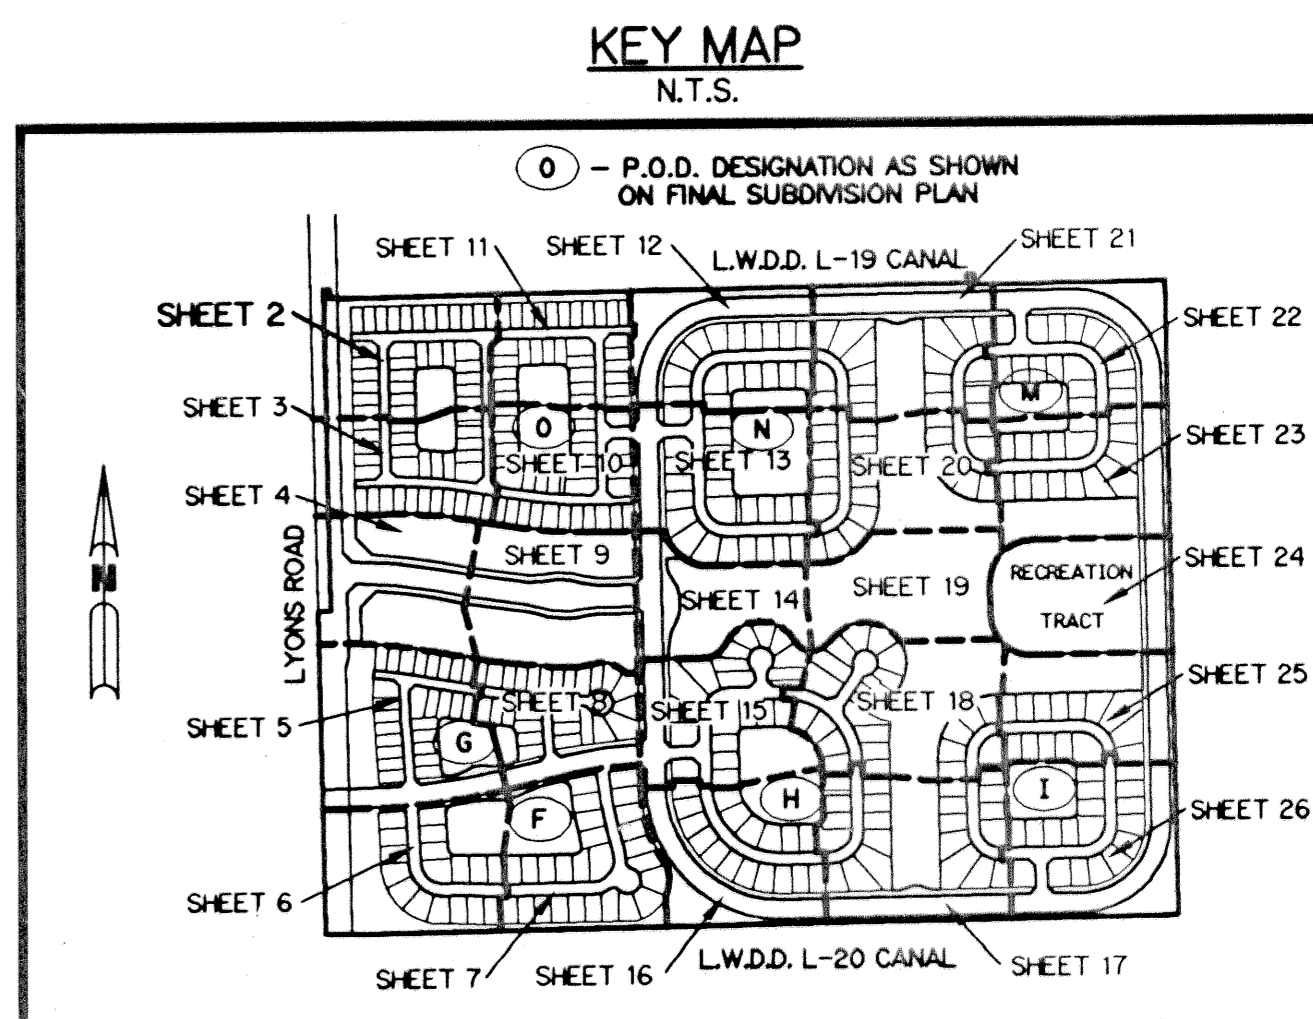 KEY MAP
N.T.S.
O - P.O.D. DESIGNATION AS SHOWN
ON FINAL SUBDIVISION PLAN
SHEET 11
SHEET 12
L.W.D.D. L-19 CANAL
SHEET 21
SHEET 2
SHEET 22
SHEET 3
O
N
M
SHEET 10
SHEET 13
SHEET 20
SHEET 23
SHEET 4
N
LYONS ROAD
SHEET 9
SHEET 14
SHEET 19
RECREATION
TRACT
SHEET 24
SHEET 5
SHEET 8
SHEET 15
SHEET 18
SHEET 25
G
F
H
I
SHEET 26
SHEET 6
SHEET 7
SHEET 16
L.W.D.D. L-20 CANAL
SHEET 17